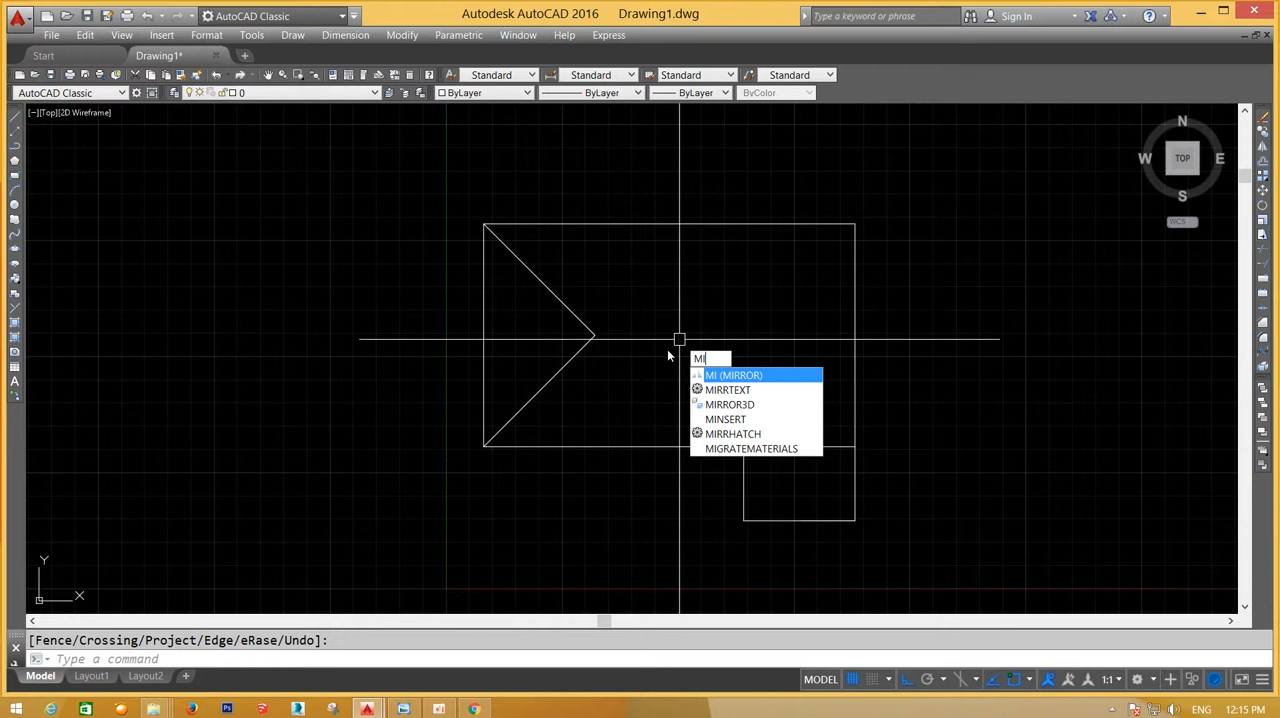 AutoCAD Classic
Autodesk AutoCAD 2016 Drawing1.dwg
Type a keyword or phrase
Sign In
File Edit View Insert Format Tools Draw Dimension Modify Parametric Window Help Express
Start Drawing1*
Standard Standard Standard Standard
AutoCAD Classic 0 ByLayer ByLayer ByLayer ByColor
[−][Top][2D Wireframe]
N
W TOP E
S
WCS
MI
MI (MIRROR)
MIRRTEXT
MIRROR3D
MINSERT
MIRRHATCH
MIGRATEMATERIALS
Y
X
[Fence/Crossing/Project/Edge/eRase/Undo]:
Type a command
Model Layout1 Layout2
MODEL 1:1
ENG 12:15 PM